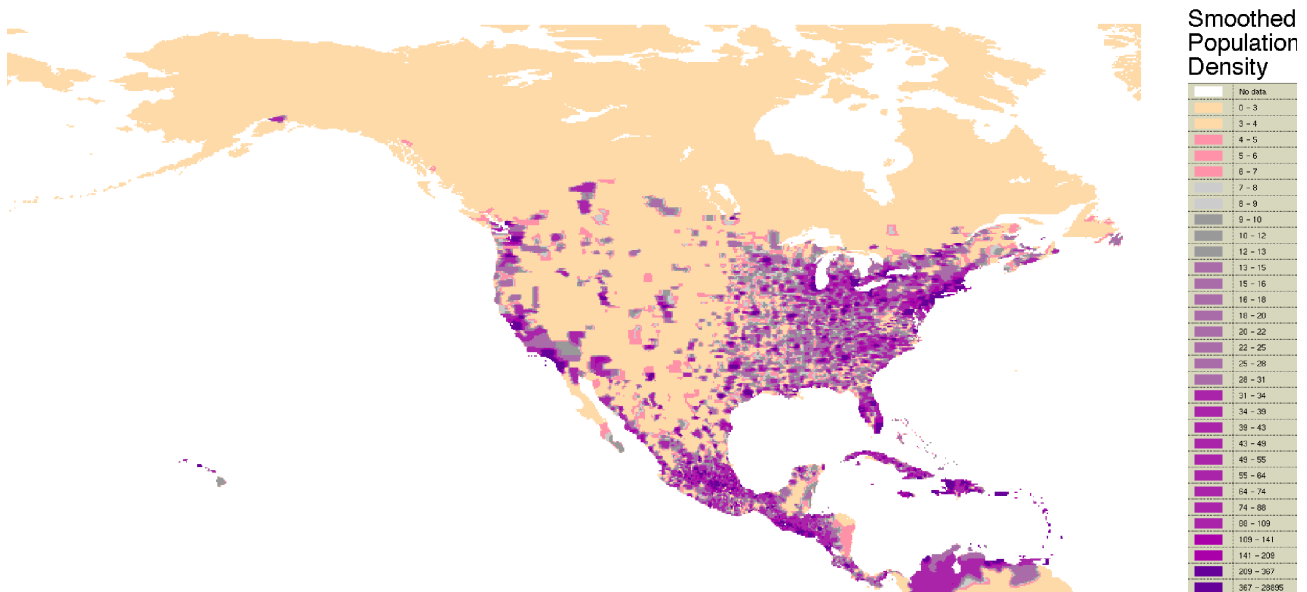 Smoothed
Population
Density
No data
0 - 3
3 - 4
4 - 5
5 - 6
6 - 7
7 - 8
8 - 9
9 - 10
10 - 12
12 - 13
13 - 15
15 - 16
16 - 18
18 - 20
20 - 22
22 - 25
25 - 28
28 - 31
31 - 34
34 - 39
39 - 43
43 - 49
49 - 55
55 - 64
64 - 74
74 - 88
88 - 109
109 - 141
141 - 209
209 - 367
367 - 28895